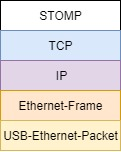 STOMP
TCP
IP
Ethernet-Frame
USB-Ethernet-Packet